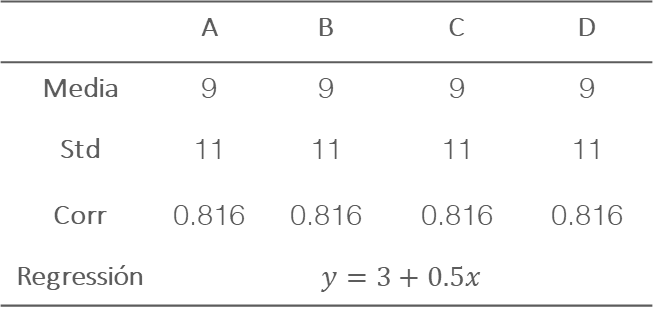 A B C D
Media 9 9 9 9
Std 11 11 11 11
Corr 0.816 0.816 0.816 0.816
Regressión y = 3 + 0.5x